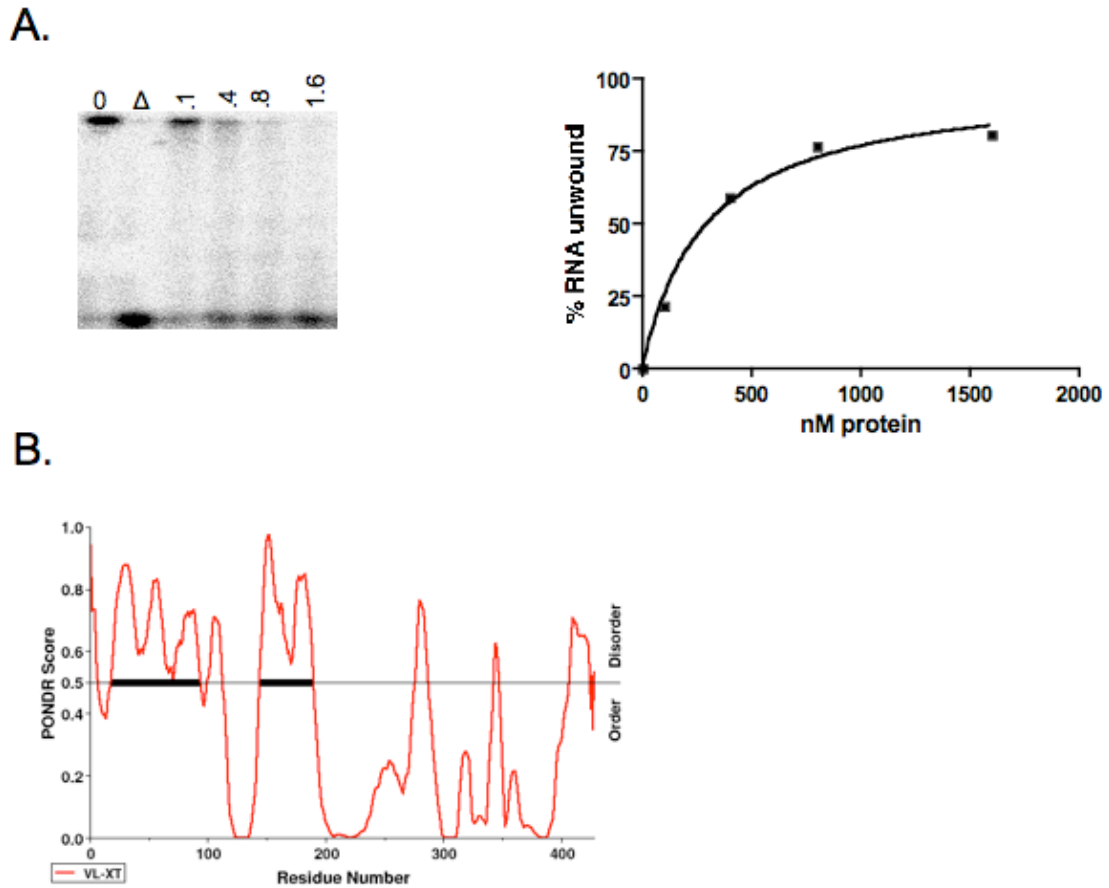 A.
0 Δ .1 .4 .8 1.6
100
75
50
25
0
% RNA unwound
0 500 1000 1500 2000
nM protein
B.
1.0
0.8
0.6
0.5
0.4
0.2
0.0
PONDR Score
Disorder
Order
0 100 200 300 400
VL-XT
Residue Number